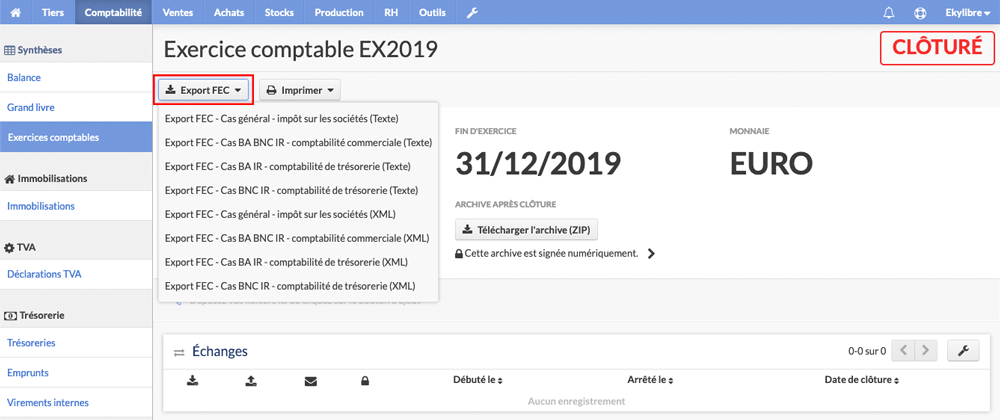 Tiers Comptabilité Ventes Achats Stocks Production RH Outils Ekylibre
Synthèses
Balance
Grand livre
Exercices comptables
Immobilisations
Immobilisations
TVA
Déclarations TVA
Trésorerie
Trésoreries
Emprunts
Virements internes
Exercice comptable EX2019
CLÔTURÉ
Export FEC
Imprimer
Export FEC - Cas général - impôt sur les sociétés (Texte)
Export FEC - Cas BA BNC IR - comptabilité commerciale (Texte)
Export FEC - Cas BA IR - comptabilité de trésorerie (Texte)
Export FEC - Cas BNC IR - comptabilité de trésorerie (Texte)
Export FEC - Cas général - impôt sur les sociétés (XML)
Export FEC - Cas BA BNC IR - comptabilité commerciale (XML)
Export FEC - Cas BA IR - comptabilité de trésorerie (XML)
Export FEC - Cas BNC IR - comptabilité de trésorerie (XML)
FIN D'EXERCICE
31/12/2019
MONNAIE
EURO
ARCHIVE APRÈS CLÔTURE
Télécharger l'archive (ZIP)
Cette archive est signée numériquement.
Échanges
0-0 sur 0
Débuté le Arrêté le Date de clôture
Aucun enregistrement